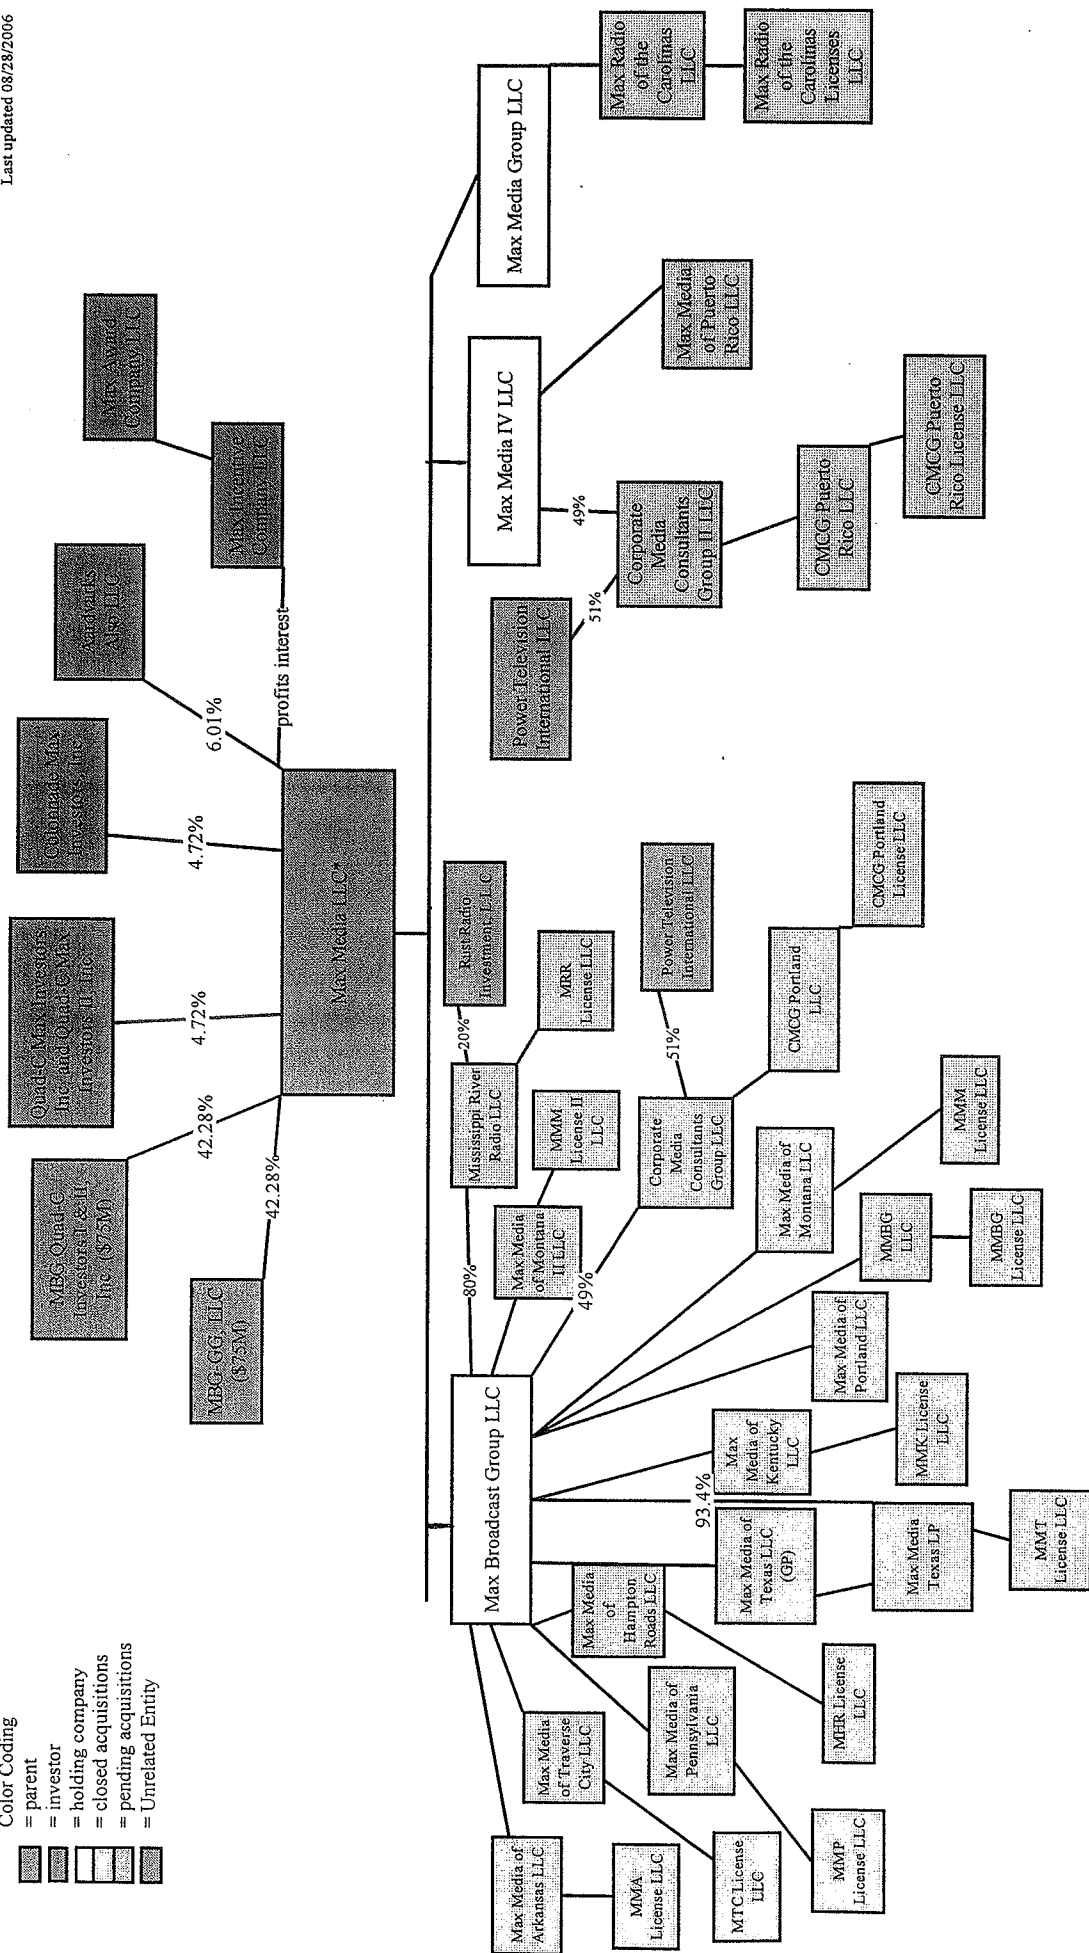 Last updated 08/28/2006
Color Coding
= parent
= investor
= holding company
= closed acquisitions
= pending acquisitions
= Unrelated Entity
MBG-GG, LLC
($75M)
42.28%
MBG Quad-C
Investors I & II,
Inc. ($75M)
42.28%
Quad-C Max Investors
Inc. and Quad-C Max
Investors II, Inc.
4.72%
Colonnade Max
Investors, Inc.
4.72%
Aardvarks
Also LLC
6.01%
Max Incentive
Company LLC
profits interest
Max Award
Company, LLC
Max Media LLC*
Max Broadcast Group LLC
Max Media IV LLC
Max Media Group LLC
Max Media of
Arkansas LLC
MMA
License LLC
Max Media
of Traverse
City LLC
MTC License
LLC
Max Media of
Pennsylvania
LLC
MMP
License LLC
Max Media
of
Hampton
Roads LLC
MHR License
LLC
Max Media of
Texas LLC
(GP)
93.4%
Max Media
Texas LP
MMT
License LLC
Max
Media of
Kentucky
LLC
MMK License
LLC
Max Media of
Portland LLC
MMBG
LLC
MMBG
License LLC
Max Media of
Montana LLC
MMM
License LLC
49%
Corporate
Media
Consultants
Group LLC
51%
Power Television
International LLC
CMCG Portland
LLC
CMCG Portland
License LLC
Max Media
of Montana
II LLC
MMM
License II
LLC
80%
Mississippi River
Radio LLC
20%
Rust Radio
Investment, LLC
MRR
License LLC
Power Television
International LLC
51%
49%
Corporate
Media
Consultants
Group II LLC
CMCG Puerto
Rico LLC
CMCG Puerto
Rico License LLC
Max Media
of Puerto
Rico LLC
Max Radio
of the
Carolinas
LLC
Max Radio
of the
Carolinas
Licenses
LLC